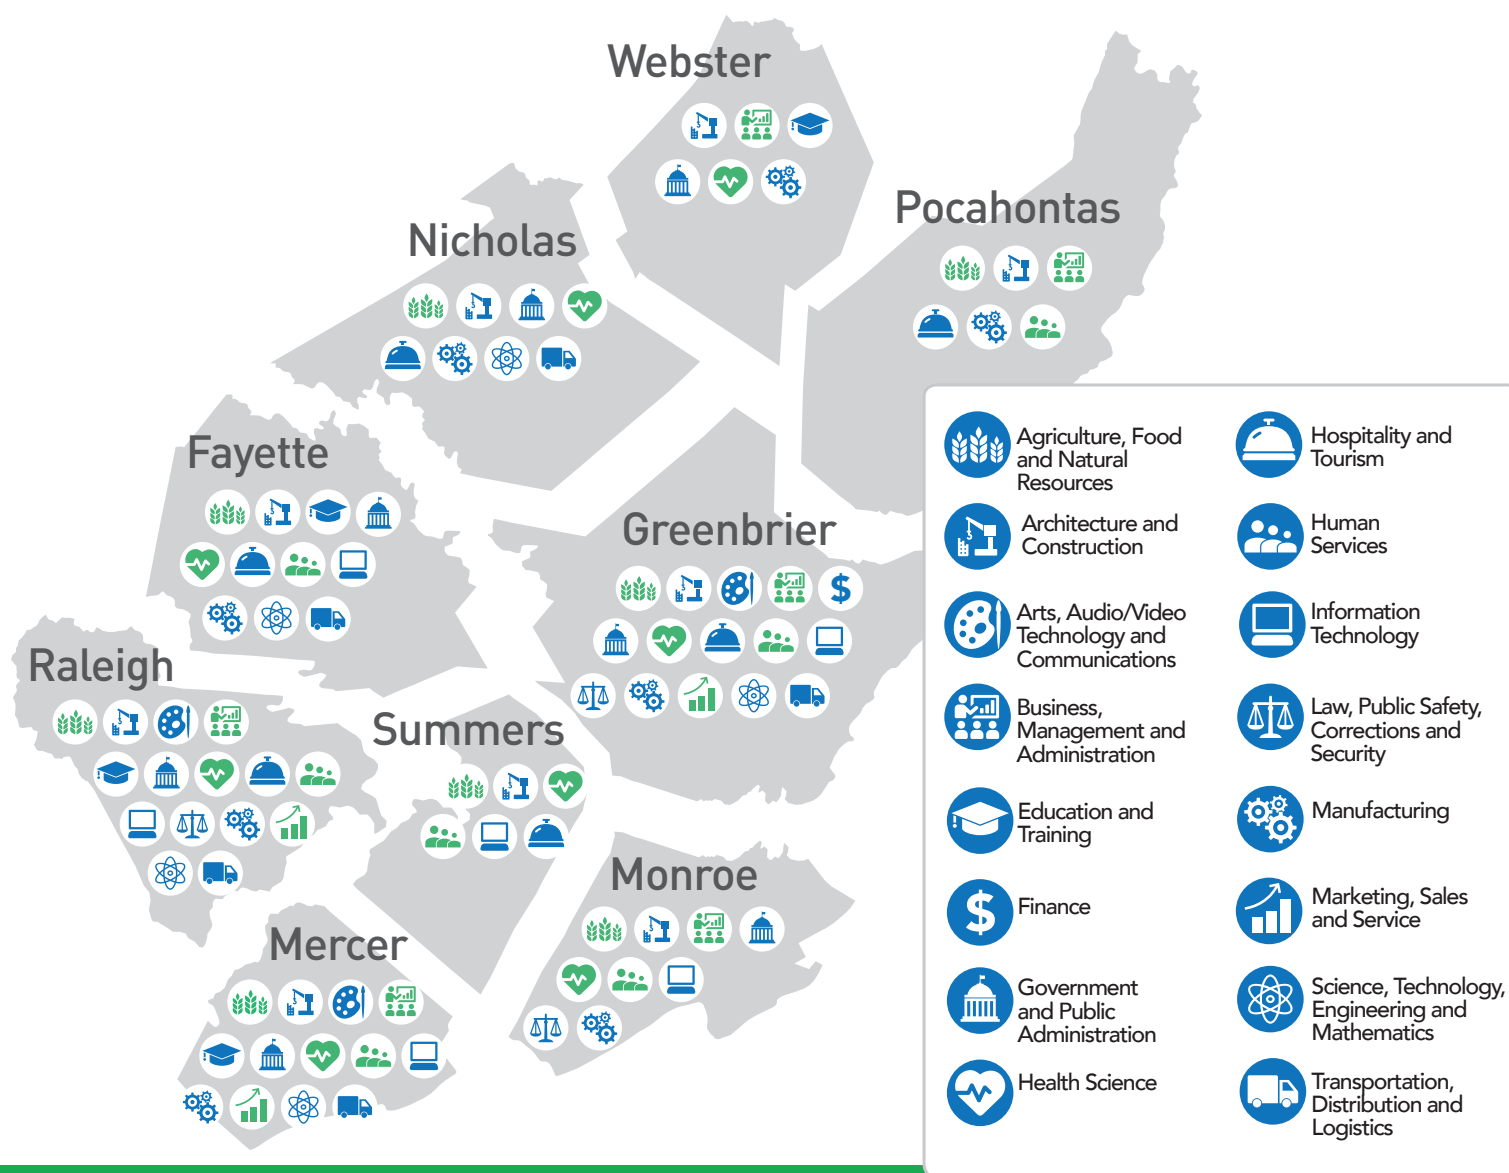 Webster
Pocahontas
Nicholas
Fayette
Greenbrier
Raleigh
Summers
Monroe
Mercer
Agriculture, Food
and Natural
Resources
Architecture and
Construction
Arts, Audio/Video
Technology and
Communications
Business,
Management and
Administration
Education and
Training
$ Finance
Government
and Public
Administration
Health Science
Hospitality and
Tourism
Human
Services
Information
Technology
Law, Public Safety,
Corrections and
Security
Manufacturing
Marketing, Sales
and Service
Science, Technology,
Engineering and
Mathematics
Transportation,
Distribution and
Logistics